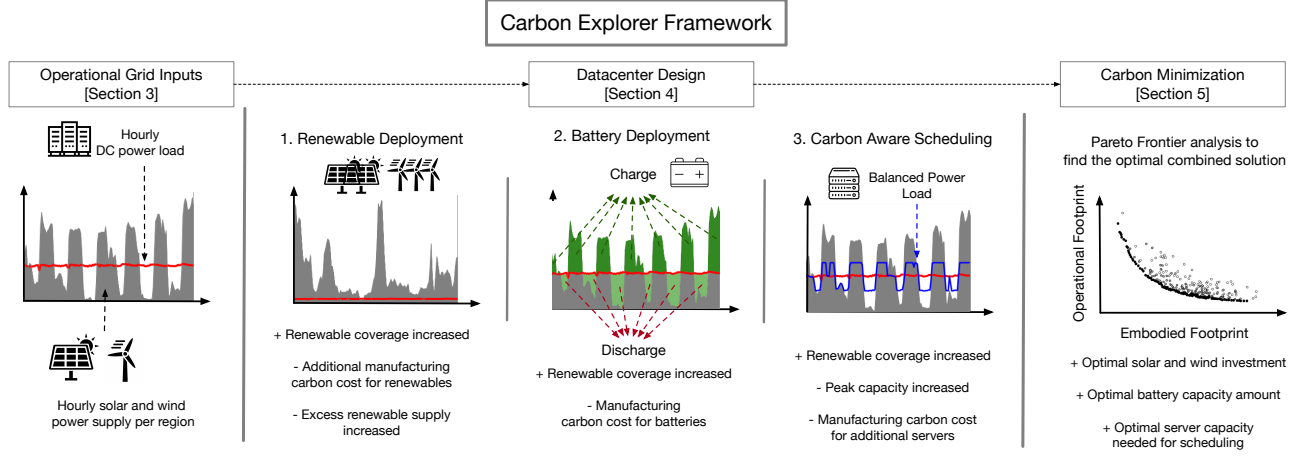 Carbon Explorer Framework
Operational Grid Inputs
[Section 3]
Datacenter Design
[Section 4]
Carbon Minimization
[Section 5]
Hourly
DC power load
Hourly solar and wind
power supply per region
1. Renewable Deployment
+ Renewable coverage increased
- Additional manufacturing
carbon cost for renewables
- Excess renewable supply
increased
2. Battery Deployment
Charge
Discharge
+ Renewable coverage increased
- Manufacturing
carbon cost for batteries
3. Carbon Aware Scheduling
Balanced Power
Load
+ Renewable coverage increased
- Peak capacity increased
- Manufacturing carbon cost
for additional servers
Pareto Frontier analysis to
find the optimal combined solution
Operational Footprint
Embodied Footprint
+ Optimal solar and wind investment
+ Optimal battery capacity amount
+ Optimal server capacity
needed for scheduling